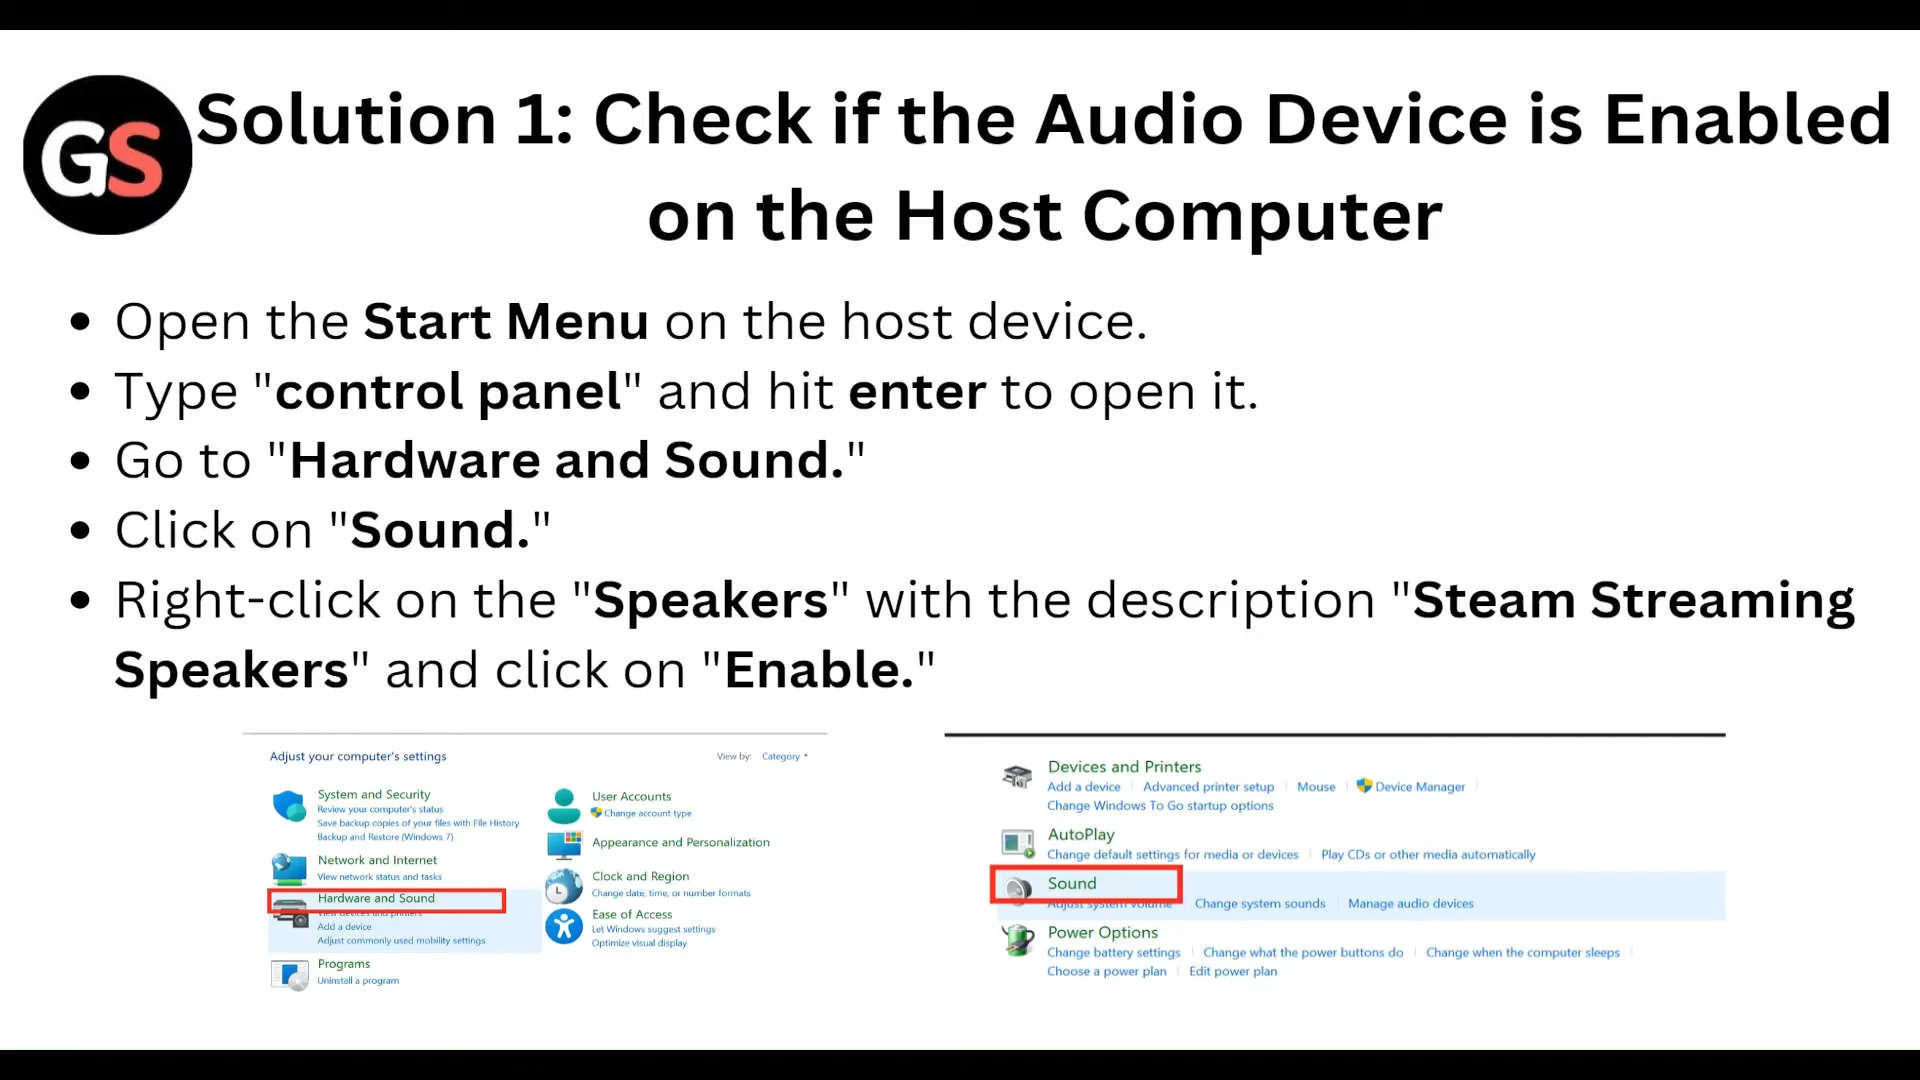 GS
Solution 1: Check if the Audio Device is Enabled
on the Host Computer
• Open the Start Menu on the host device.
• Type "control panel" and hit enter to open it.
• Go to "Hardware and Sound."
• Click on "Sound."
• Right-click on the "Speakers" with the description "Steam Streaming
Speakers" and click on "Enable."
Adjust your computer's settings
View by: Category
System and Security
Review your computer's status
Save backup copies of your files with File History
Backup and Restore (Windows 7)
Network and Internet
View network status and tasks
Hardware and Sound
View devices and printers
Add a device
Adjust commonly used mobility settings
Programs
Uninstall a program
User Accounts
Change account type
Appearance and Personalization
Clock and Region
Change date, time, or number formats
Ease of Access
Let Windows suggest settings
Optimize visual display
Devices and Printers
Add a device Advanced printer setup Mouse Device Manager
Change Windows To Go startup options
AutoPlay
Change default settings for media or devices Play CDs or other media automatically
Sound
Adjust system volume Change system sounds Manage audio devices
Power Options
Change battery settings Change what the power buttons do Change when the computer sleeps
Choose a power plan Edit power plan